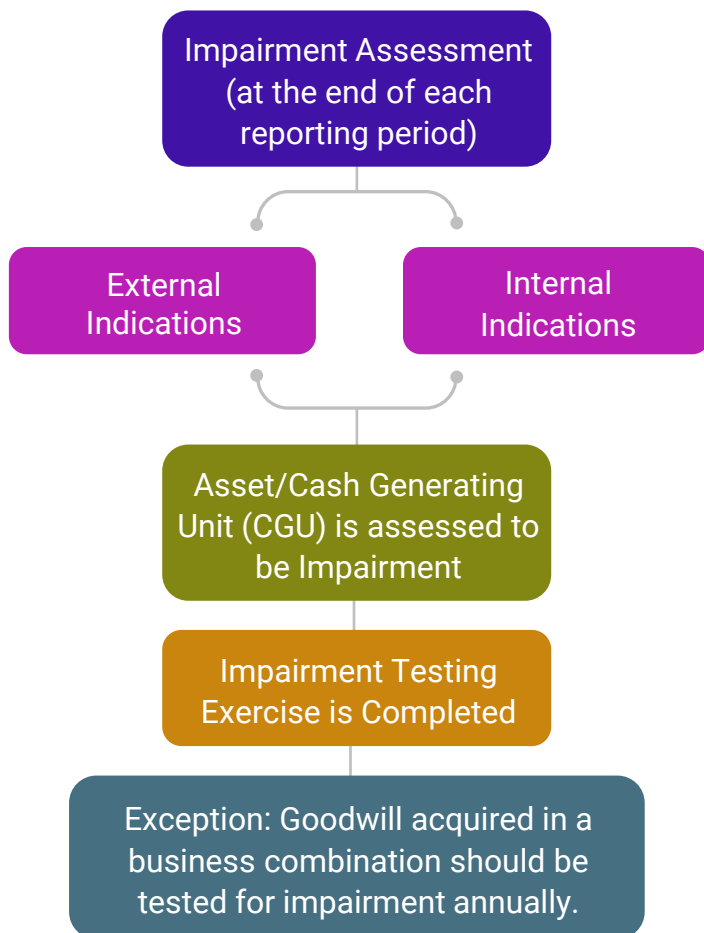 Impairment Assessment
(at the end of each
reporting period)
External
Indications
Internal
Indications
Asset/Cash Generating
Unit (CGU) is assessed to
be Impairment
Impairment Testing
Exercise is Completed
Exception: Goodwill acquired in a
business combination should be
tested for impairment annually.